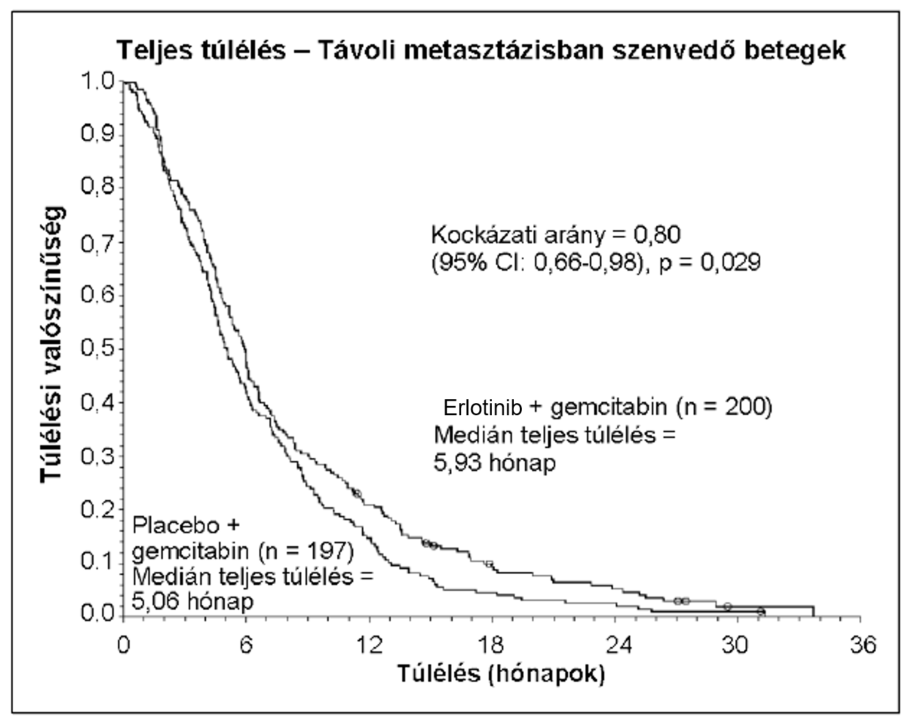 Teljes túlélés – Távoli metasztázisban szenvedő betegek
Túlélési valószínűség
1.0
0,9
0,8
0,7
0,6
0,5
0,4
0,3
0.2
0.1
0.0
Kockázati arány = 0,80
(95% CI: 0,66-0,98), p = 0,029
Erlotinib + gemcitabin (n = 200)
Medián teljes túlélés =
5,93 hónap
Placebo +
gemcitabin (n = 197)
Medián teljes túlélés =
5,06 hónap
0 6 12 18 24 30 36
Túlélés (hónapok)